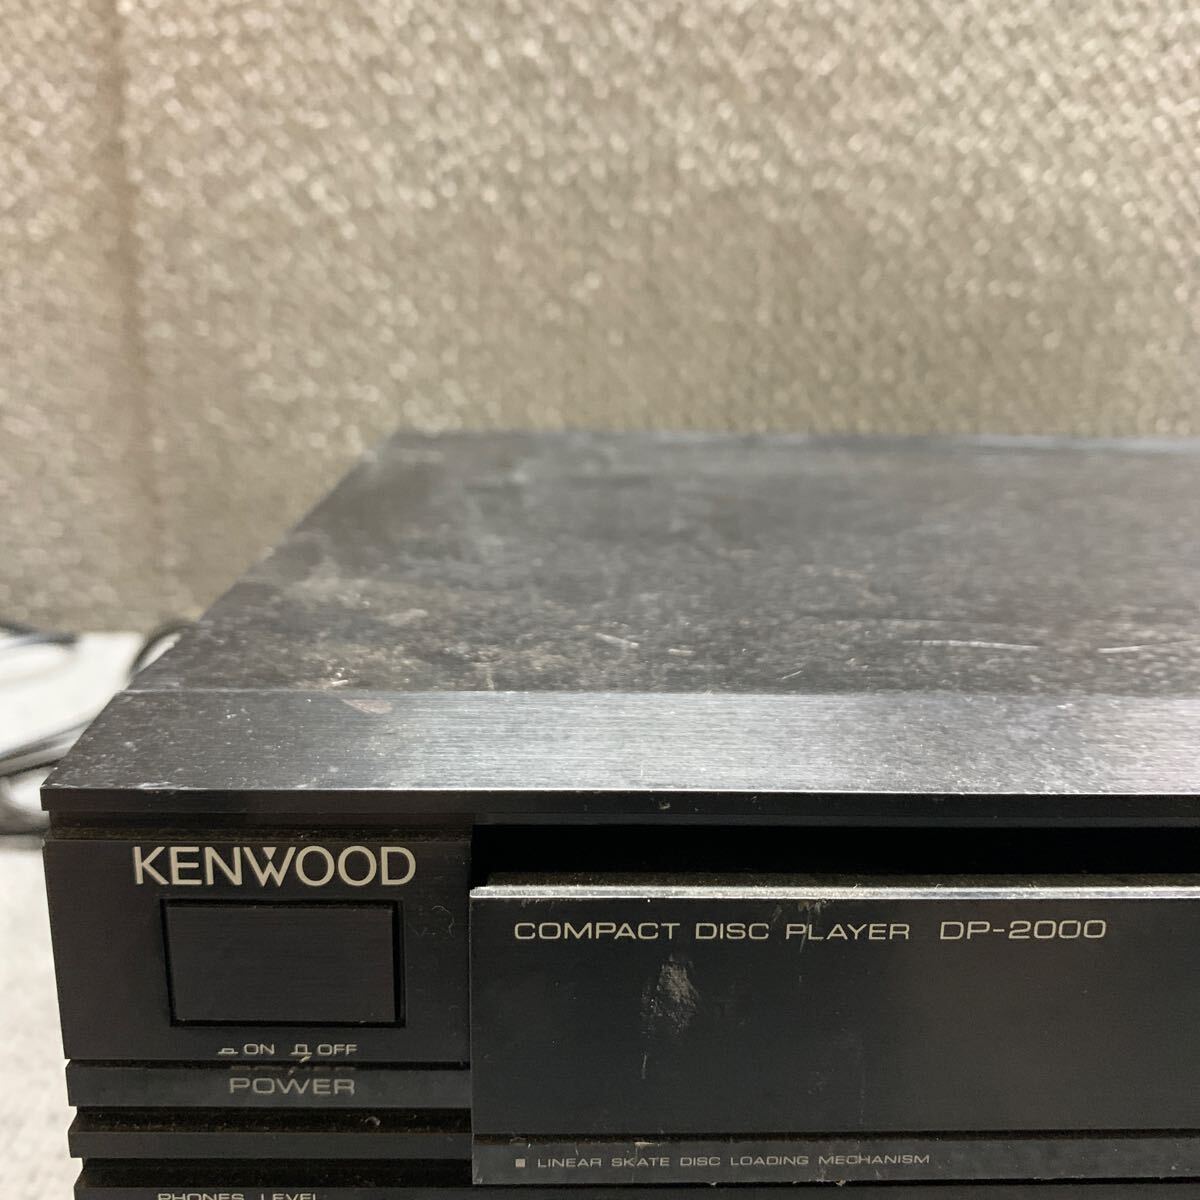 KENWOOD
COMPACT DISC PLAYER DP-2000
ON OFF
POWER
LINEAR SKATE DISC LOADING MECHANISM
PHONES LEVEL